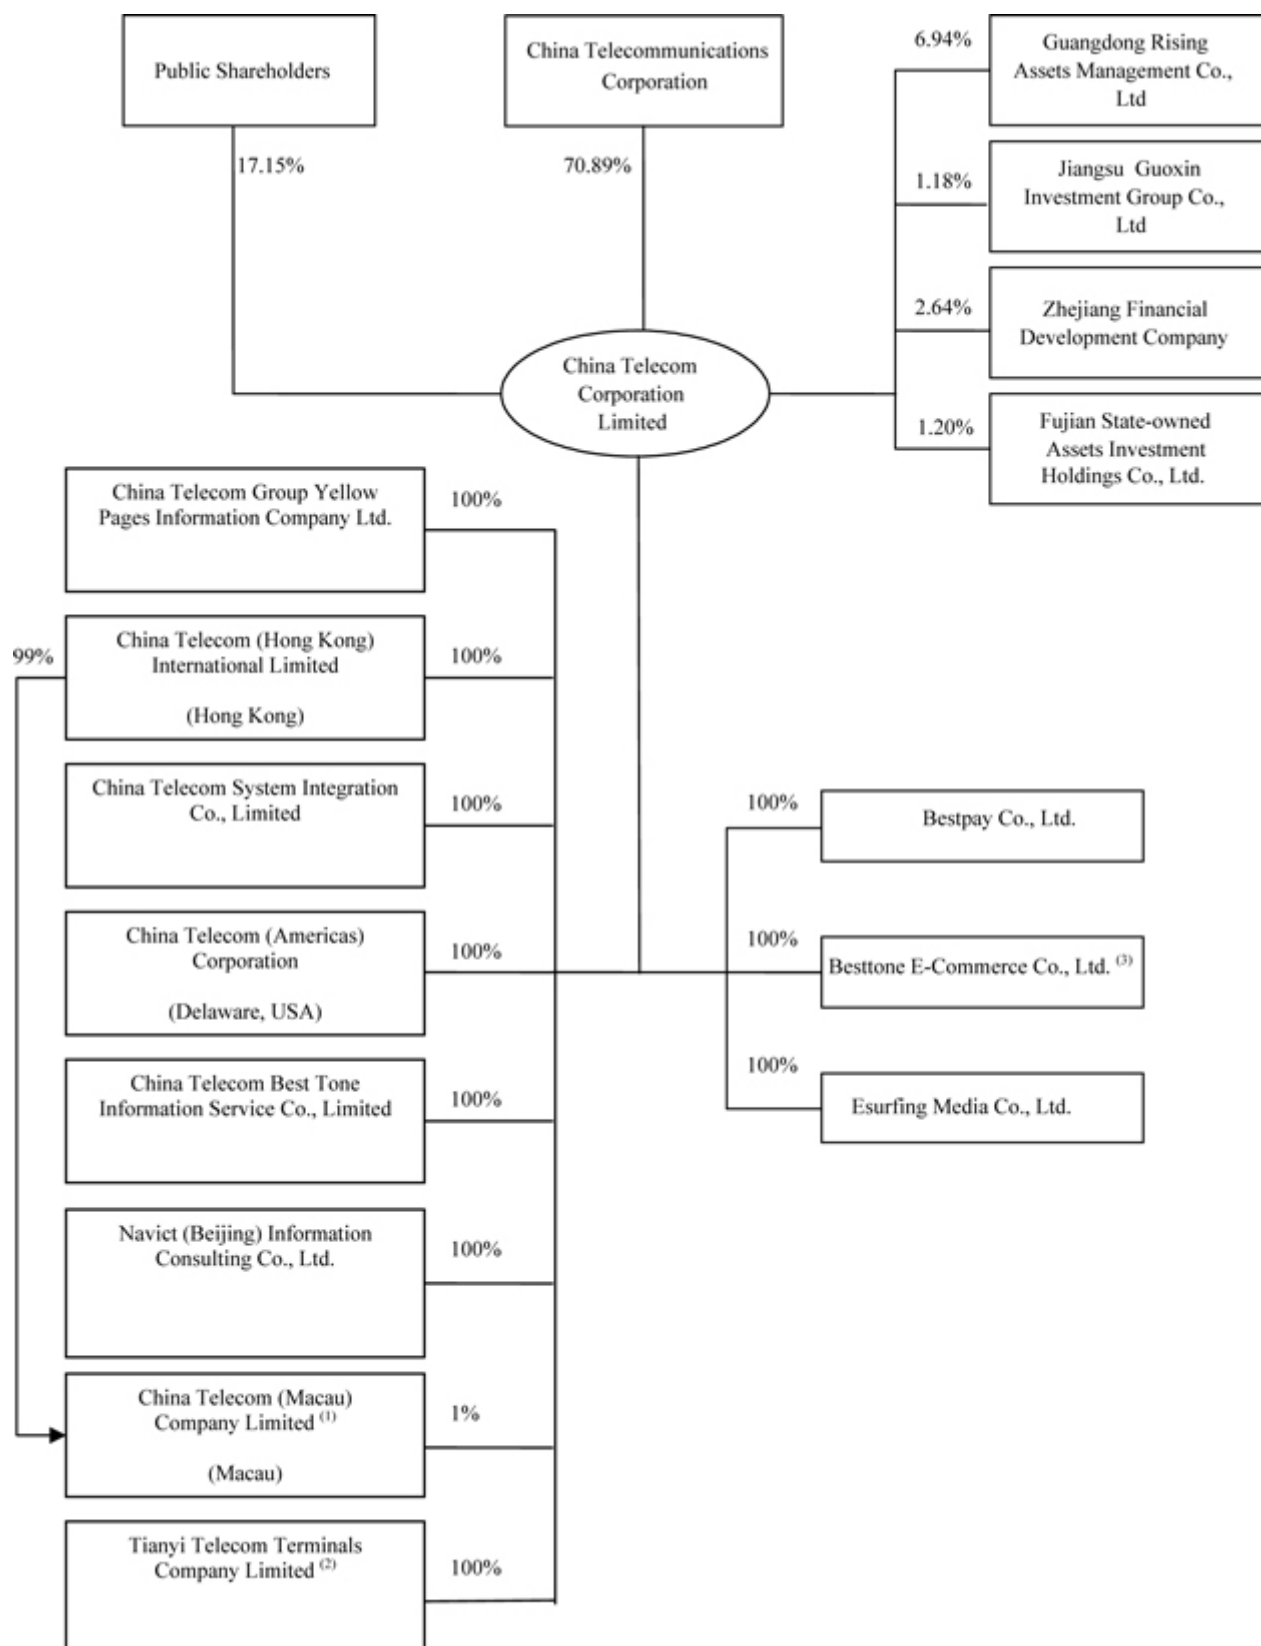 Public Shareholders
China Telecommunications
Corporation
6.94%
Guangdong Rising
Assets Management Co.,
Ltd
17.15%
70.89%
1.18%
Jiangsu Guoxin
Investment Group Co.,
Ltd
2.64%
Zhejiang Financial
Development Company
China Telecom
Corporation
Limited
1.20%
Fujian State-owned
Assets Investment
Holdings Co., Ltd.
China Telecom Group Yellow
Pages Information Company Ltd.
100%
99%
China Telecom (Hong Kong)
International Limited
(Hong Kong)
100%
China Telecom System Integration
Co., Limited
100%
100%
Bestpay Co., Ltd.
China Telecom (Americas)
Corporation
(Delaware, USA)
100%
100%
Besttone E-Commerce Co., Ltd. (3)
China Telecom Best Tone
Information Service Co., Limited
100%
100%
Esurfing Media Co., Ltd.
Navict (Beijing) Information
Consulting Co., Ltd.
100%
China Telecom (Macau)
Company Limited (1)
(Macau)
1%
Tianyi Telecom Terminals
Company Limited (2)
100%